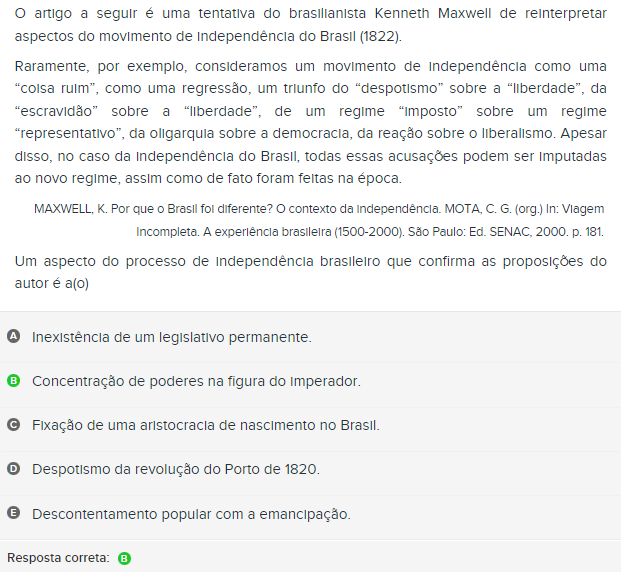 O artigo a seguir é uma tentativa do brasilianista Kenneth Maxwell de reinterpretar
aspectos do movimento de independência do Brasil (1822).
Raramente, por exemplo, consideramos um movimento de independência como uma
“coisa ruim”, como uma regressão, um triunfo do “despotismo” sobre a “liberdade”, da
“escravidão” sobre a “liberdade”, de um regime “imposto” sobre um regime
“representativo”, da oligarquia sobre a democracia, da reação sobre o liberalismo. Apesar
disso, no caso da independência do Brasil, todas essas acusações podem ser imputadas
ao novo regime, assim como de fato foram feitas na época.
MAXWELL, K. Por que o Brasil foi diferente? O contexto da independência. MOTA, C. G. (org.) In: Viagem
Incompleta. A experiência brasileira (1500-2000). São Paulo: Ed. SENAC, 2000. p. 181.
Um aspecto do processo de independência brasileiro que confirma as proposições do
autor é a(o)
A Inexistência de um legislativo permanente.
B Concentração de poderes na figura do imperador.
C Fixação de uma aristocracia de nascimento no Brasil.
D Despotismo da revolução do Porto de 1820.
E Descontentamento popular com a emancipação.
Resposta correta: B